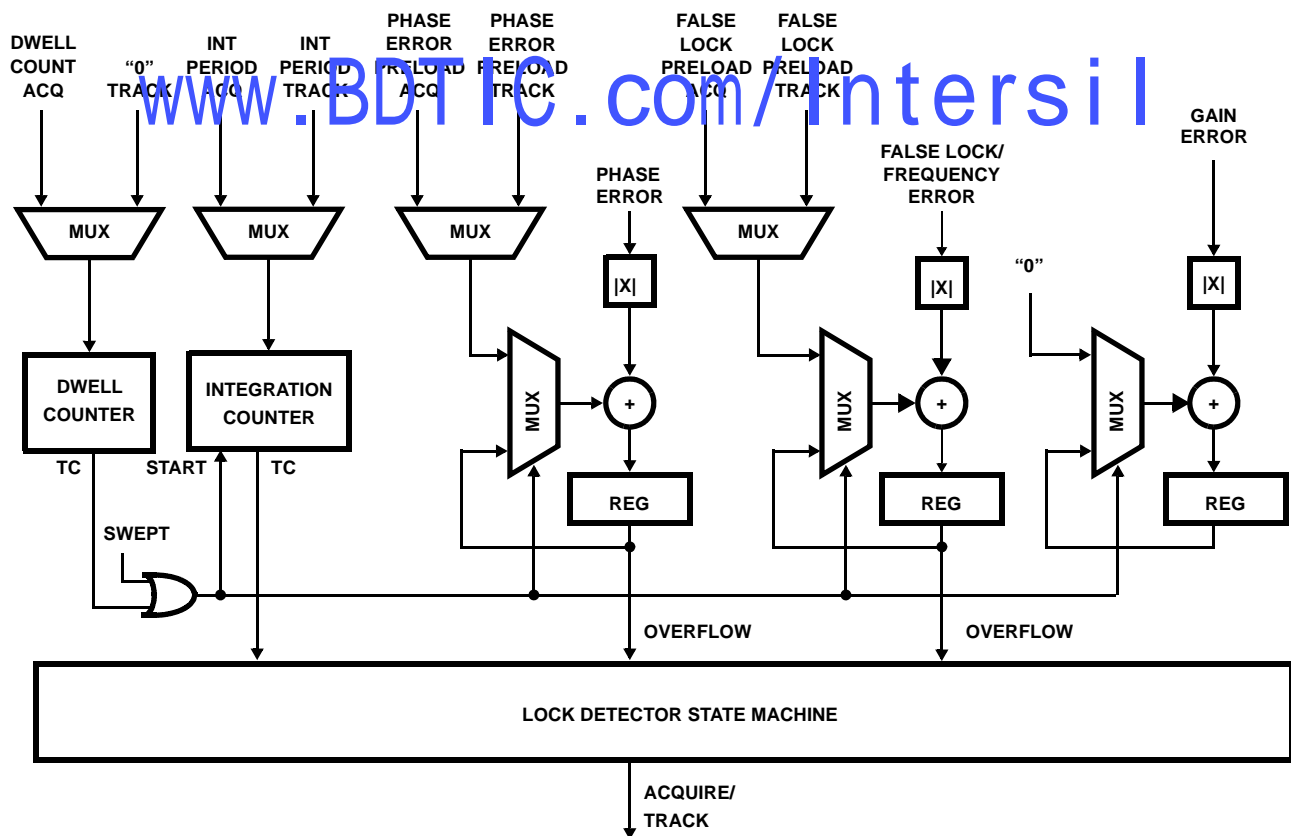 DWELL
COUNT
ACQ
“0”
TRACK
INT
PERIOD
ACQ
INT
PERIOD
TRACK
PHASE
ERROR
PRELOAD
ACQ
PHASE
ERROR
PRELOAD
TRACK
FALSE
LOCK
PRELOAD
ACQ
FALSE
LOCK
PRELOAD
TRACK
www.BDTIC.com/Intersil
GAIN
ERROR
PHASE
ERROR
FALSE LOCK/
FREQUENCY
ERROR
MUX
MUX
MUX
MUX
“0”
|X|
|X|
|X|
DWELL
COUNTER
INTEGRATION
COUNTER
MUX
+
MUX
+
MUX
+
TC
START
TC
REG
REG
REG
SWEPT
OVERFLOW
OVERFLOW
LOCK DETECTOR STATE MACHINE
ACQUIRE/
TRACK